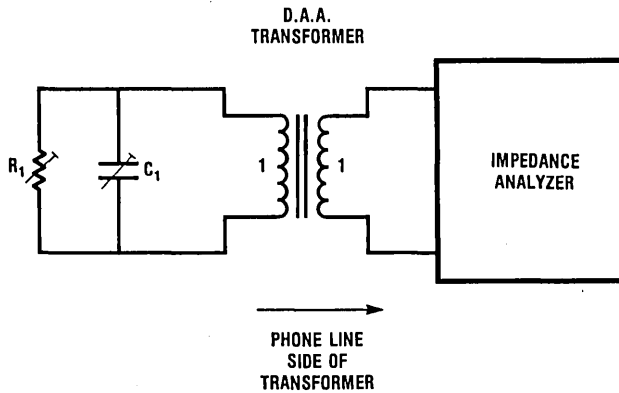 D.A.A.
TRANSFORMER
R1
C1
1
1
IMPEDANCE
ANALYZER
PHONE LINE
SIDE OF
TRANSFORMER